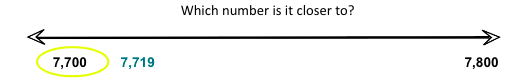 Which number is it closer to?
7,700 7,719 7,800